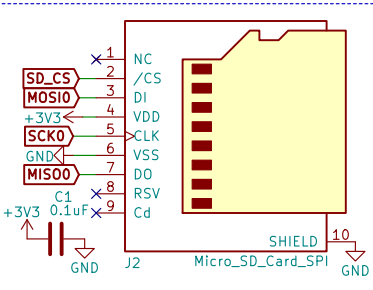 1 NC
SD_CS 2 /CS
MOSI0 3 DI
+3V3 4 VDD
SCK0 5 CLK
GND 6 VSS
MISO0 7 DO
8 RSV
9 Cd
C1
0.1uF
+3V3
GND
J2
SHIELD 10
Micro_SD_Card_SPI
GND